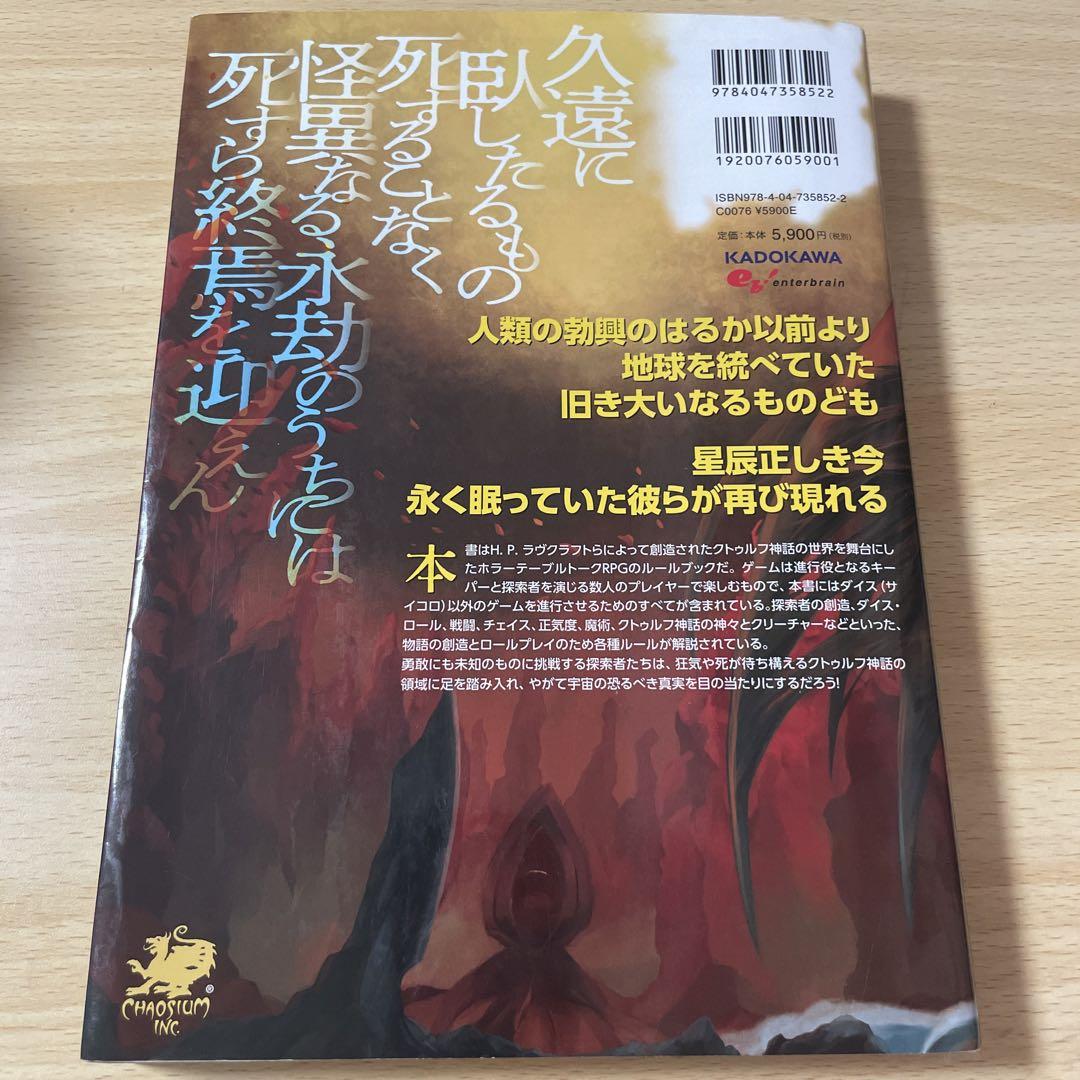 久遠に
臥したるもの
死することなく
怪異なる永劫のうちには
死すら終焉を迎えん
9784047358522
1920076059001
ISBN978-4-04-735852-2
C0076 ¥5900E
定価：本体 5,900円（税別）
KADOKAWA
eb! enterbrain
人類の勃興のはるか以前より
地球を統べていた
旧き大いなるものども
星辰正しき今
永く眠っていた彼らが再び現れる
本書はH. P. ラヴクラフトらによって創造されたクトゥルフ神話の世界を舞台にし
たホラーテーブルトークRPGのルールブックだ。ゲームは進行役となるキー
パーと探索者を演じる数人のプレイヤーで楽しむもので、本書にはダイス（サ
イコロ）以外のゲームを進行させるためのすべてが含まれている。探索者の創造、ダイス・
ロール、戦闘、チェイス、正気度、魔術、クトゥルフ神話の神々とクリーチャーなどといった、
物語の創造とロールプレイのため各種ルールが解説されている。
勇敢にも未知のものに挑戦する探索者たちは、狂気や死が待ち構えるクトゥルフ神話の
領域に足を踏み入れ、やがて宇宙の恐るべき真実を目の当たりにするだろう!
CHAOSIUM
INC.
®